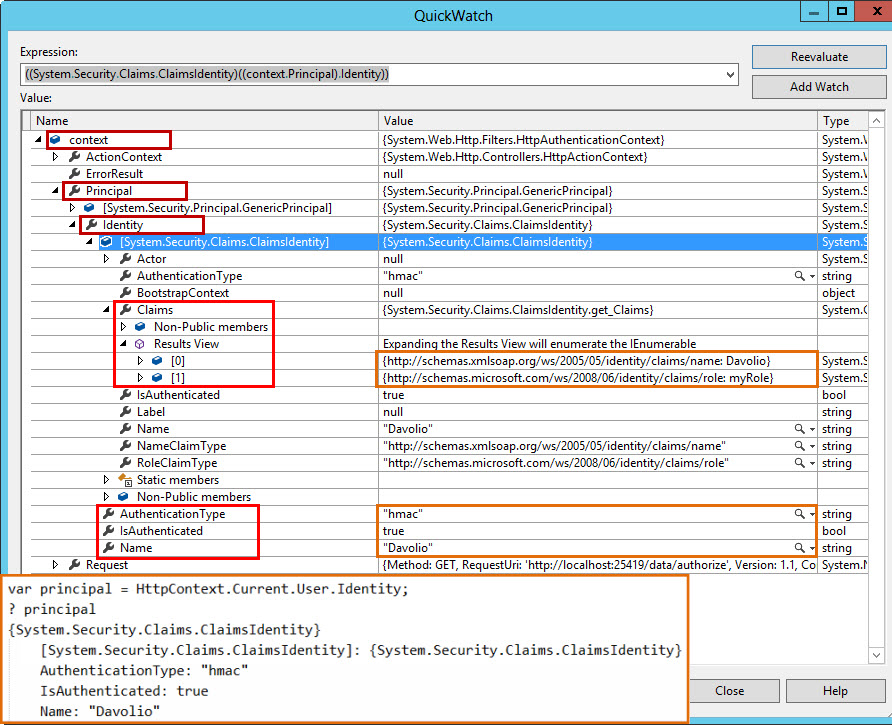 QuickWatch
Expression:
((System.Security.Claims.ClaimsIdentity)((context.Principal).Identity))
Reevaluate
Add Watch
Value:
Name Value Type
context {System.Web.Http.Filters.HttpAuthenticationContext} System.W
ActionContext {System.Web.Http.Controllers.HttpActionContext} System.W
ErrorResult null System.W
Principal {System.Security.Principal.GenericPrincipal} System.S
[System.Security.Principal.GenericPrincipal] {System.Security.Principal.GenericPrincipal} System.S
Identity {System.Security.Claims.ClaimsIdentity} System.S
[System.Security.Claims.ClaimsIdentity] {System.Security.Claims.ClaimsIdentity} System.S
Actor null System.S
AuthenticationType "hmac" string
BootstrapContext null object
Claims {System.Security.Claims.ClaimsIdentity.get_Claims} System.C
Non-Public members
Results View Expanding the Results View will enumerate the IEnumerable
[0] {http://schemas.xmlsoap.org/ws/2005/05/identity/claims/name: Davolio} System.S
[1] {http://schemas.microsoft.com/ws/2008/06/identity/claims/role: myRole} System.S
IsAuthenticated true bool
Label null string
Name "Davolio" string
NameClaimType "http://schemas.xmlsoap.org/ws/2005/05/identity/claims/name" string
RoleClaimType "http://schemas.microsoft.com/ws/2008/06/identity/claims/role" string
Static members
Non-Public members
AuthenticationType "hmac" string
IsAuthenticated true bool
Name "Davolio" string
Request {Method: GET, RequestUri: 'http://localhost:25419/data/authorize', Version: 1.1, Co System.N
var principal = HttpContext.Current.User.Identity;
? principal
{System.Security.Claims.ClaimsIdentity}
[System.Security.Claims.ClaimsIdentity]: {System.Security.Claims.ClaimsIdentity}
AuthenticationType: "hmac"
IsAuthenticated: true
Name: "Davolio"
Close
Help